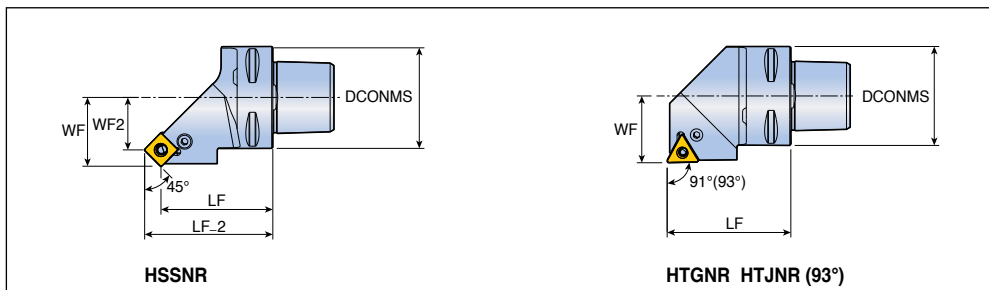 DCONMS
WF
WF2
45°
LF
LF_2
HSSNR
DCONMS
WF
91°(93°)
LF
HTGNR HTJNR (93°)